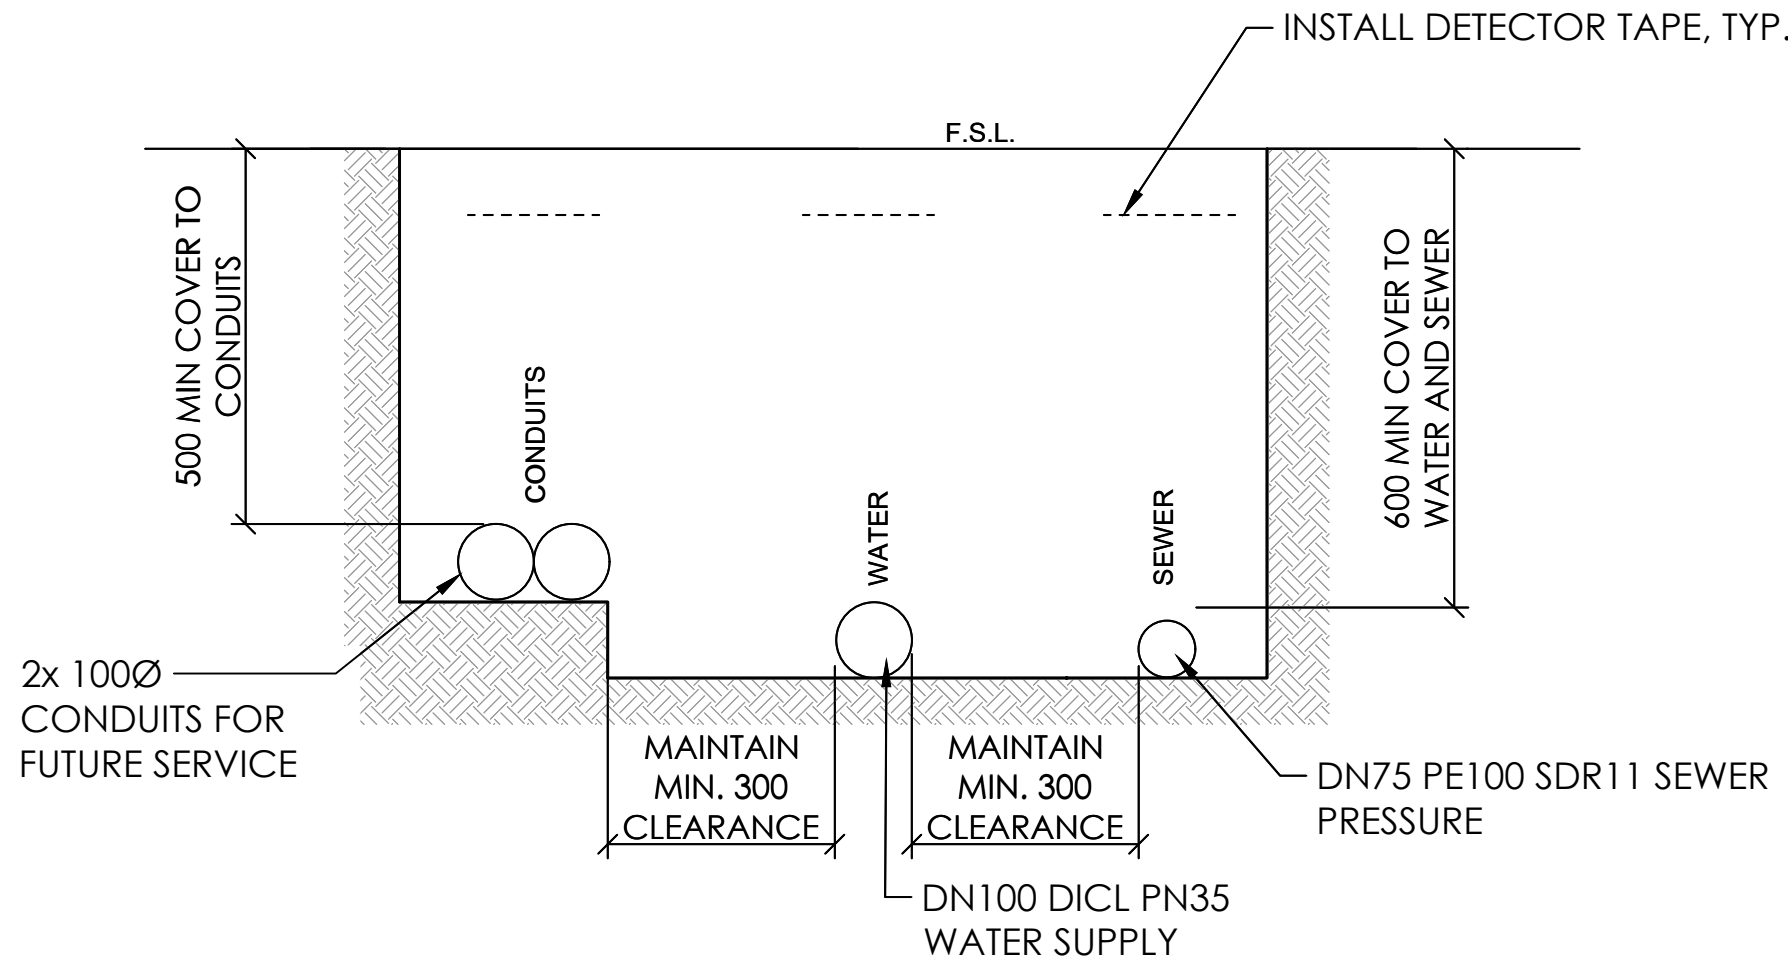 INSTALL DETECTOR TAPE, TYP.
F.S.L.
500 MIN COVER TO
CONDUITS
600 MIN COVER TO
WATER AND SEWER
CONDUITS
WATER
SEWER
2x 100Ø
CONDUITS FOR
FUTURE SERVICE
MAINTAIN
MIN. 300
CLEARANCE
MAINTAIN
MIN. 300
CLEARANCE
DN75 PE100 SDR11 SEWER
PRESSURE
DN100 DICL PN35
WATER SUPPLY